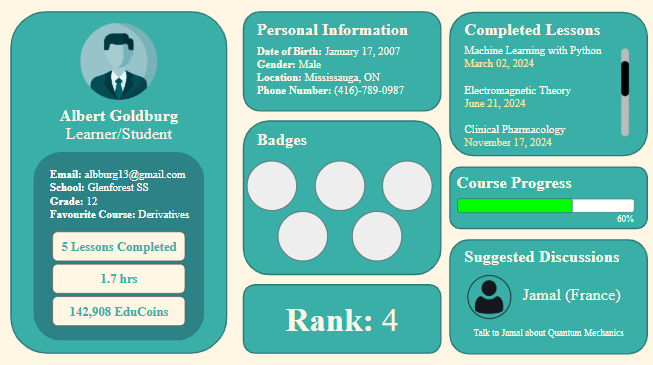 Albert Goldburg
Learner/Student
Email: albburg13@gmail.com
School: Glenforest SS
Grade: 12
Favourite Course: Derivatives
5 Lessons Completed
1.7 hrs
142,908 EduCoins
Personal Information
Date of Birth: January 17, 2007
Gender: Male
Location: Mississauga, ON
Phone Number: (416)-789-0987
Badges
Rank: 4
Completed Lessons
Machine Learning with Python
March 02, 2024
Electromagnetic Theory
June 21, 2024
Clinical Pharmacology
November 17, 2024
Course Progress
60%
Suggested Discussions
Jamal (France)
Talk to Jamal about Quantum Mechanics